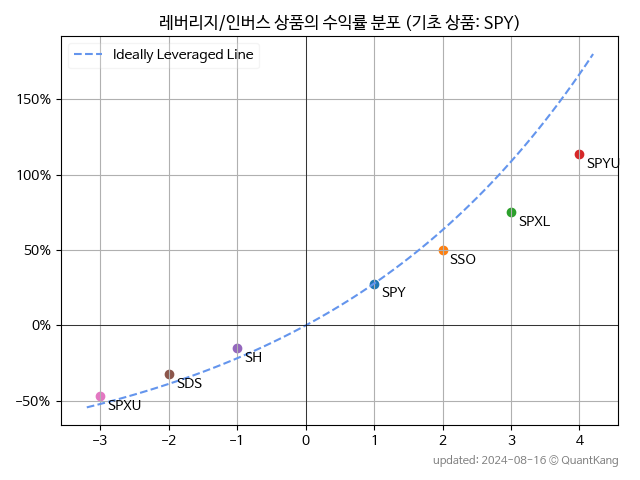 레버리지/인버스 상품의 수익률 분포 (기초 상품: SPY)
Ideally Leveraged Line
150%
100%
50%
0%
−50%
SPYU
SPXL
SSO
SPY
SH
SDS
SPXU
−3 −2 −1 0 1 2 3 4
updated: 2024-08-16 © QuantKang